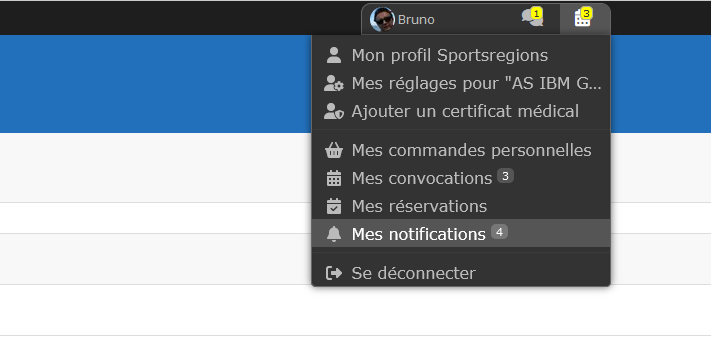 Bruno 1 3
Mon profil Sportsregions
Mes réglages pour "AS IBM G...
Ajouter un certificat médical
Mes commandes personnelles
Mes convocations 3
Mes réservations
Mes notifications 4
Se déconnecter